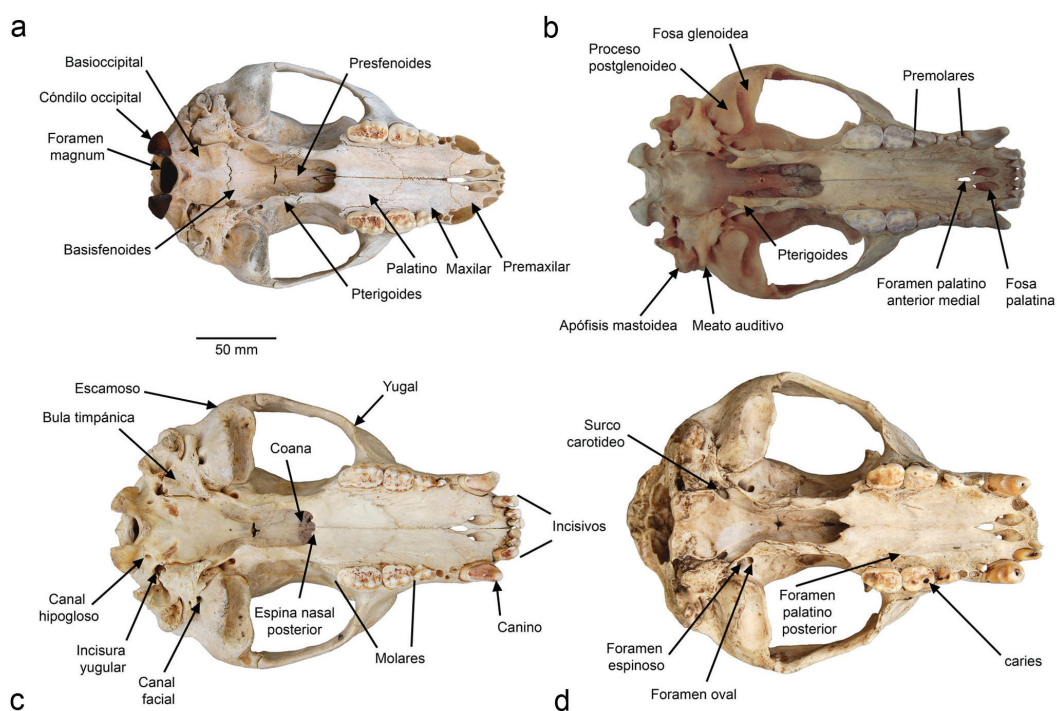 a
Basioccipital
Presfenoides
Cóndilo occipital
Foramen
magnum
Basisfenoides
Pterigoides
Palatino
Maxilar
Premaxilar
50 mm
b
Fosa glenoidea
Proceso
postglenoideo
Premolares
Pterigoides
Foramen palatino
anterior medial
Fosa
palatina
Apófisis mastoidea
Meato auditivo
c
Escamoso
Yugal
Bula timpánica
Coana
Incisivos
Canal
hipogloso
Incisura
yugular
Canal
facial
Espina nasal
posterior
Molares
Canino
d
Surco
carotideo
Foramen
espinoso
Foramen oval
Foramen
palatino
posterior
caries